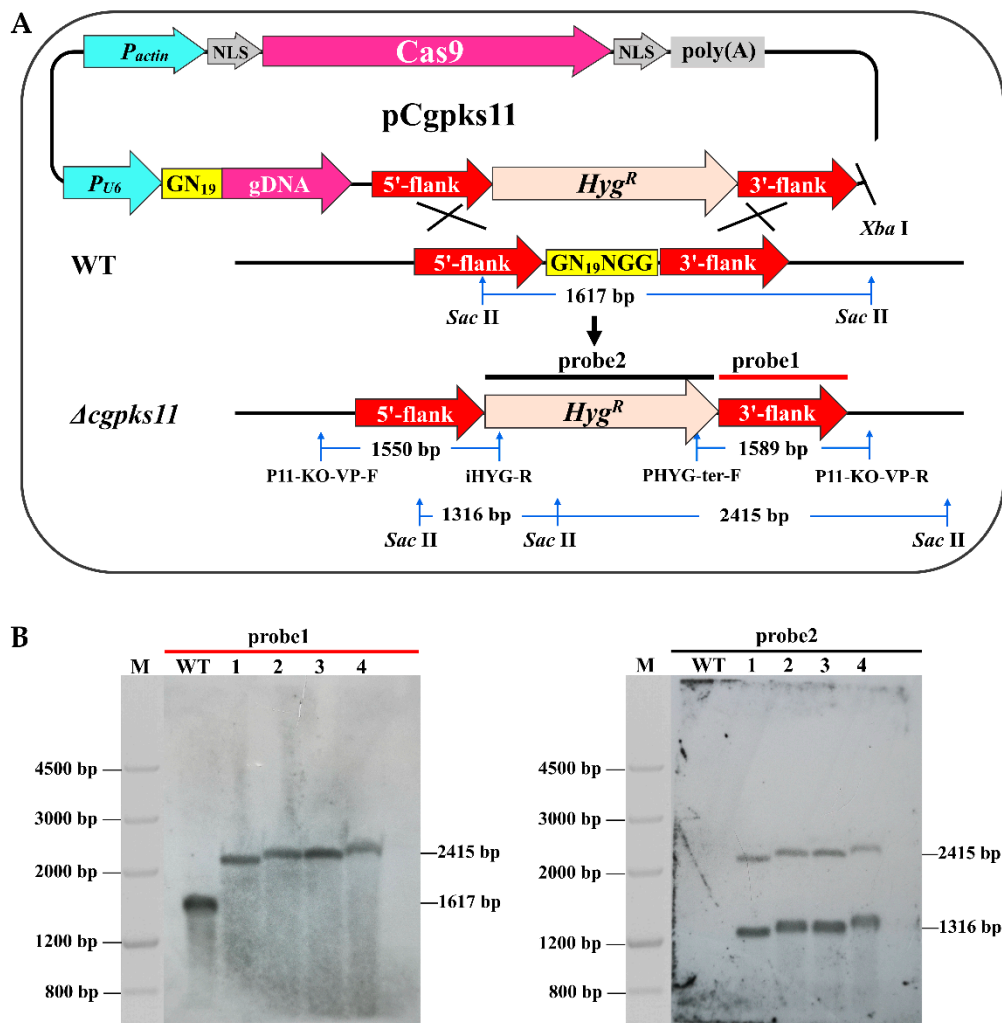 A
Pactin NLS Cas9 NLS poly(A)
pCgpks11
PU6 GN19 gDNA 5'-flank HygR 3'-flank
Xba I
WT
5'-flank GN19NGG 3'-flank
1617 bp
Sac II Sac II
probe2 probe1
Δcgpks11
5'-flank HygR 3'-flank
1550 bp 1589 bp
P11-KO-VP-F iHYG-R PHYG-ter-F P11-KO-VP-R
1316 bp 2415 bp
Sac II Sac II Sac II
B
probe1
M WT 1 2 3 4
4500 bp
3000 bp
2415 bp
2000 bp
1617 bp
1200 bp
800 bp
probe2
M WT 1 2 3 4
4500 bp
3000 bp
2415 bp
2000 bp
1316 bp
1200 bp
800 bp